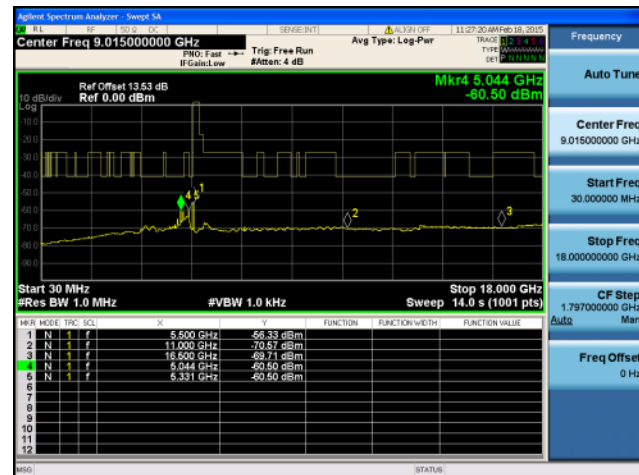 Agilent Spectrum Analyzer - Swept SA
RL RF 50 Ω DC SENSE:INT ALIGN OFF 11:27:20 AM Feb 18, 2015
Center Freq 9.015000000 GHz
PNO: Fast
IFGain:Low
Trig: Free Run
#Atten: 4 dB
Avg Type: Log-Pwr
TRACE 1 2 3 4 5 6
TYPE
DET P N N N N N
Ref Offset 13.53 dB
Ref 0.00 dBm
Mkr4 5.044 GHz
-60.50 dBm
10 dB/div
Log
-10.0
-20.0
-30.0
-40.0
-50.0
-60.0
-70.0
-80.0
-90.0
4 5 1
2
3
Start 30 MHz
Stop 18.000 GHz
#Res BW 1.0 MHz
#VBW 1.0 kHz
Sweep 14.0 s (1001 pts)
MKR MODE TRC SCL X Y FUNCTION FUNCTION WIDTH FUNCTION VALUE
1 N 1 f 5.500 GHz -56.33 dBm
2 N 1 f 11.000 GHz -70.57 dBm
3 N 1 f 16.500 GHz -69.71 dBm
4 N 1 f 5.044 GHz -60.50 dBm
5 N 1 f 5.331 GHz -60.50 dBm
6
7
8
9
10
11
12
MSG
STATUS
Frequency
Auto Tune
Center Freq
9.015000000 GHz
Start Freq
30.000000 MHz
Stop Freq
18.000000000 GHz
CF Step
1.797000000 GHz
Auto Man
Freq Offset
0 Hz